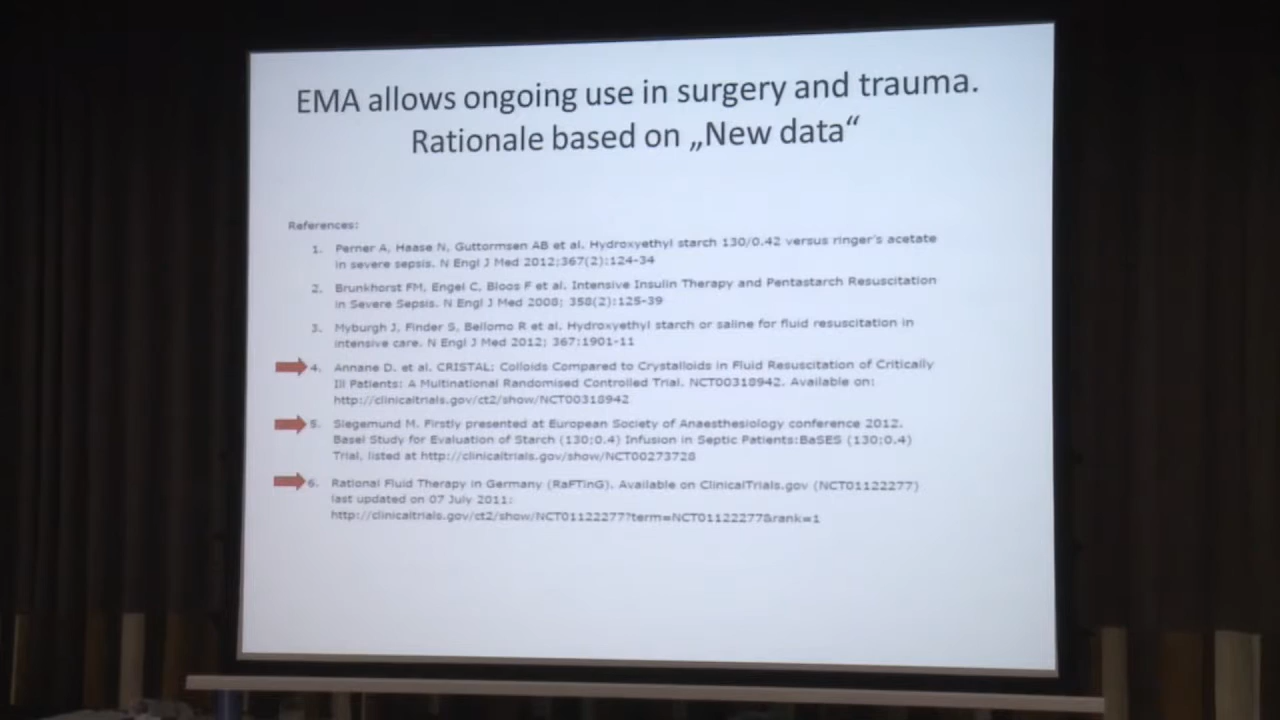 EMA allows ongoing use in surgery and trauma.
Rationale based on „New data“
References:
1. Perner A, Haase N, Guttormsen AB et al. Hydroxyethyl starch 130/0.42 versus ringer's acetate
in severe sepsis. N Engl J Med 2012;367(2):124-34
2. Brunkhorst FM, Engel C, Bloos F et al. Intensive Insulin Therapy and Pentastarch Resuscitation
in Severe Sepsis. N Engl J Med 2008; 358(2):125-39
3. Myburgh J, Finder S, Bellomo R et al. Hydroxyethyl starch or saline for fluid resuscitation in
intensive care. N Engl J Med 2012; 367:1901-11
4. Annane D. et al. CRISTAL: Colloids Compared to Crystalloids in Fluid Resuscitation of Critically
Ill Patients: A Multinational Randomised Controlled Trial. NCT00318942. Available on:
http://clinicaltrials.gov/ct2/show/NCT00318942
5. Siegemund M. Firstly presented at European Society of Anaesthesiology conference 2012.
Basel Study for Evaluation of Starch (130;0.4) Infusion in Septic Patients:BaSES (130;0.4)
Trial, listed at http://clinicaltrials.gov/show/NCT00273728
6. Rational Fluid Therapy in Germany (RaFTinG). Available on ClinicalTrials.gov (NCT01122277)
last updated on 07 July 2011:
http://clinicaltrials.gov/ct2/show/NCT01122277?term=NCT01122277&rank=1